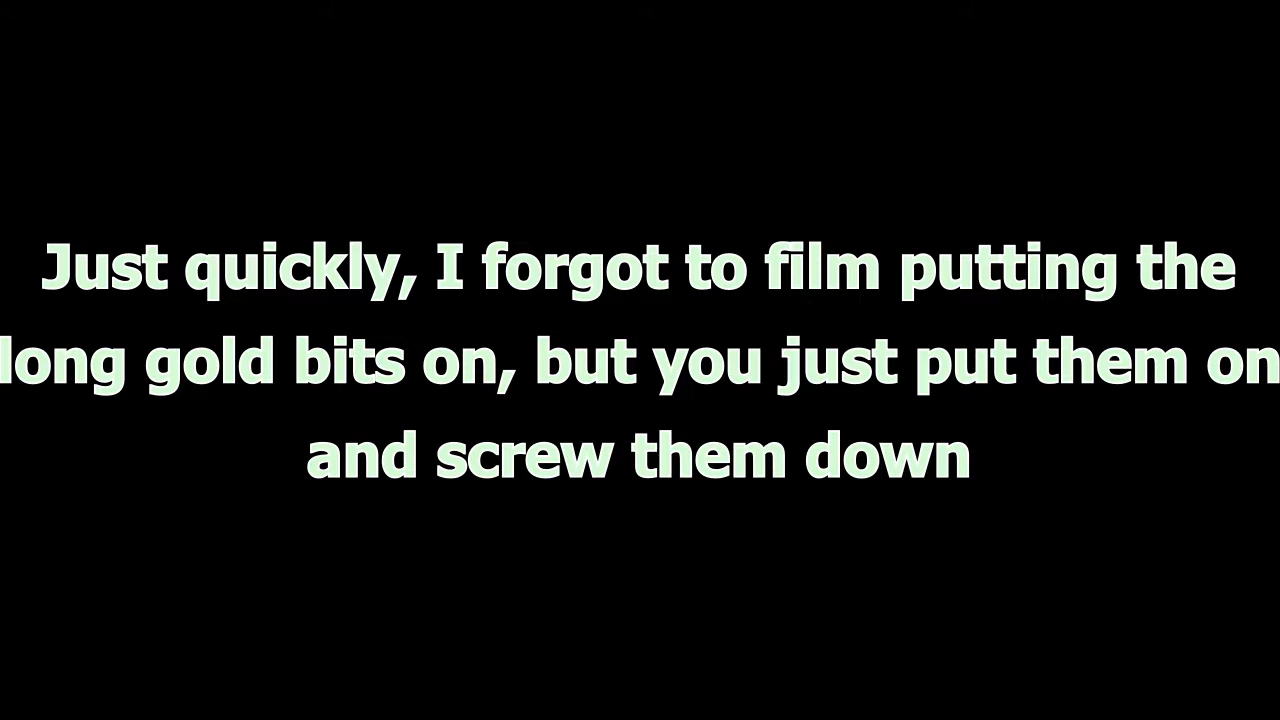 Just quickly, I forgot to film putting the
long gold bits on, but you just put them on
and screw them down